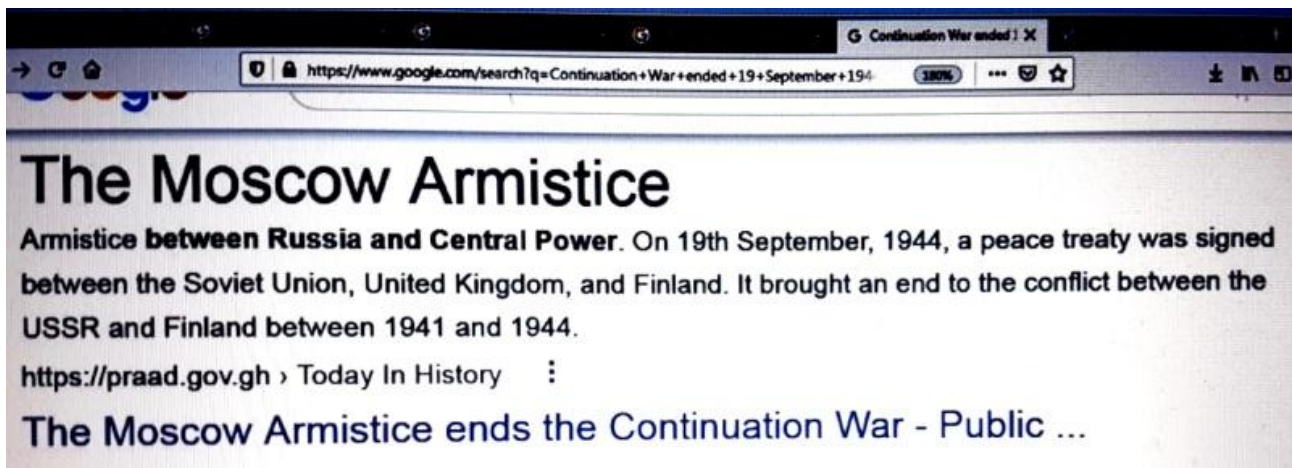 G Continuation War ended 1 X
https://www.google.com/search?q=Continuation+War+ended+19+September+194
180%
The Moscow Armistice
Armistice between Russia and Central Power. On 19th September, 1944, a peace treaty was signed
between the Soviet Union, United Kingdom, and Finland. It brought an end to the conflict between the
USSR and Finland between 1941 and 1944.
https://praad.gov.gh › Today In History
The Moscow Armistice ends the Continuation War - Public ...